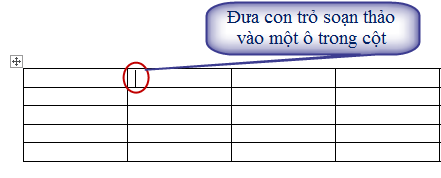 Đưa con trỏ soạn thảo
vào một ô trong cột